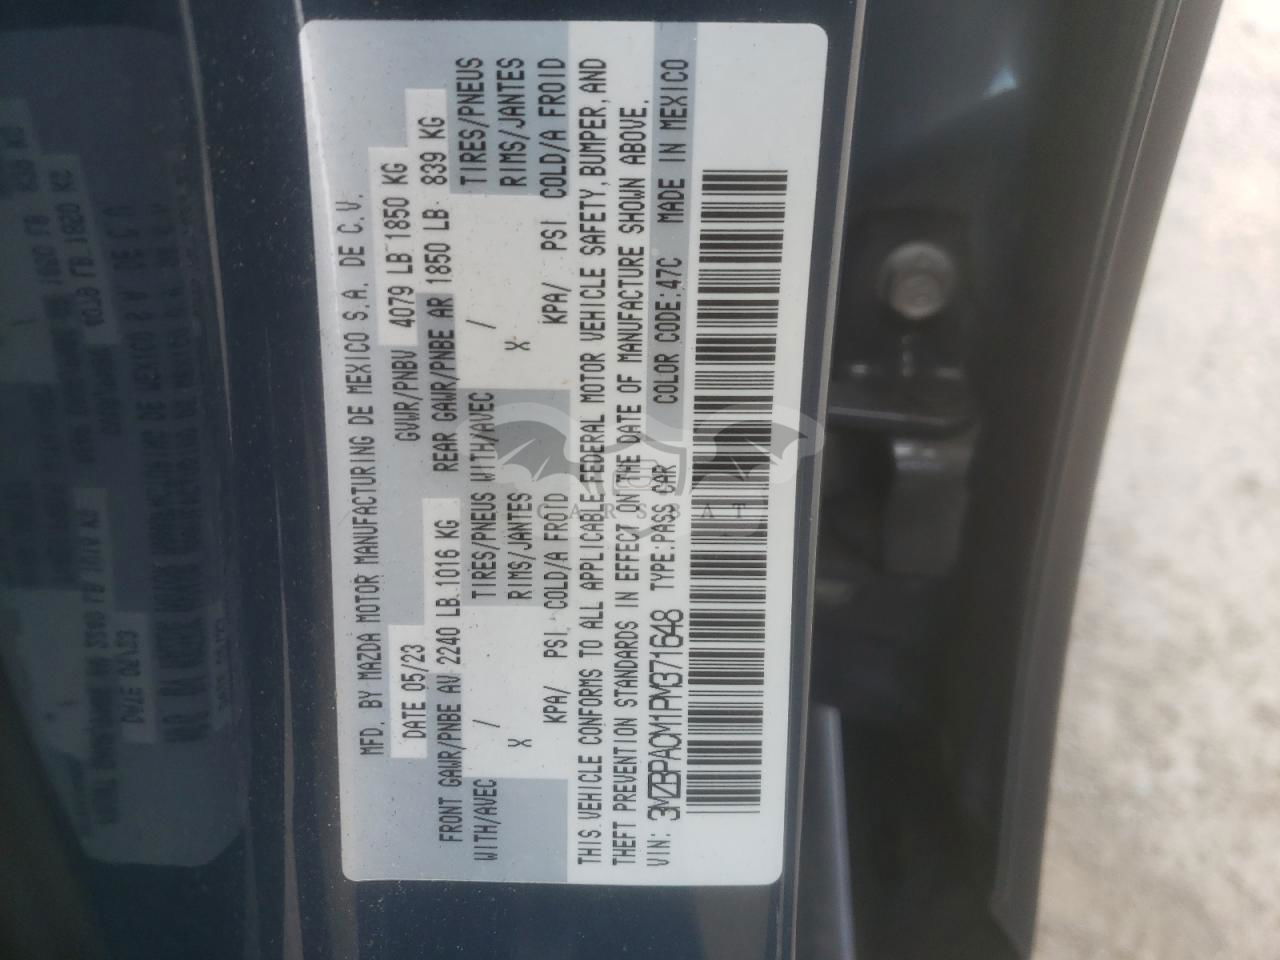 MFD. BY MAZDA MOTOR MANUFACTURING DE MEXICO S.A. DE C.V.
DATE 05/23 GVWR/PNBV 4079 LB 1850 KG
FRONT GAWR/PNBE AV 2240 LB 1016 KG REAR GAWR/PNBE AR 1850 LB 839 KG
WITH/AVEC / TIRES/PNEUS WITH/AVEC / TIRES/PNEUS
X RIMS/JANTES X RIMS/JANTES
KPA/ PSI COLD/A FROID KPA/ PSI COLD/A FROID
THIS VEHICLE CONFORMS TO ALL APPLICABLE FEDERAL MOTOR VEHICLE SAFETY, BUMPER, AND
THEFT PREVENTION STANDARDS IN EFFECT ON THE DATE OF MANUFACTURE SHOWN ABOVE.
VIN: 3MZBPACM1PM371648 TYPE:PASS CAR COLOR CODE:47C MADE IN MEXICO
CARSBAT